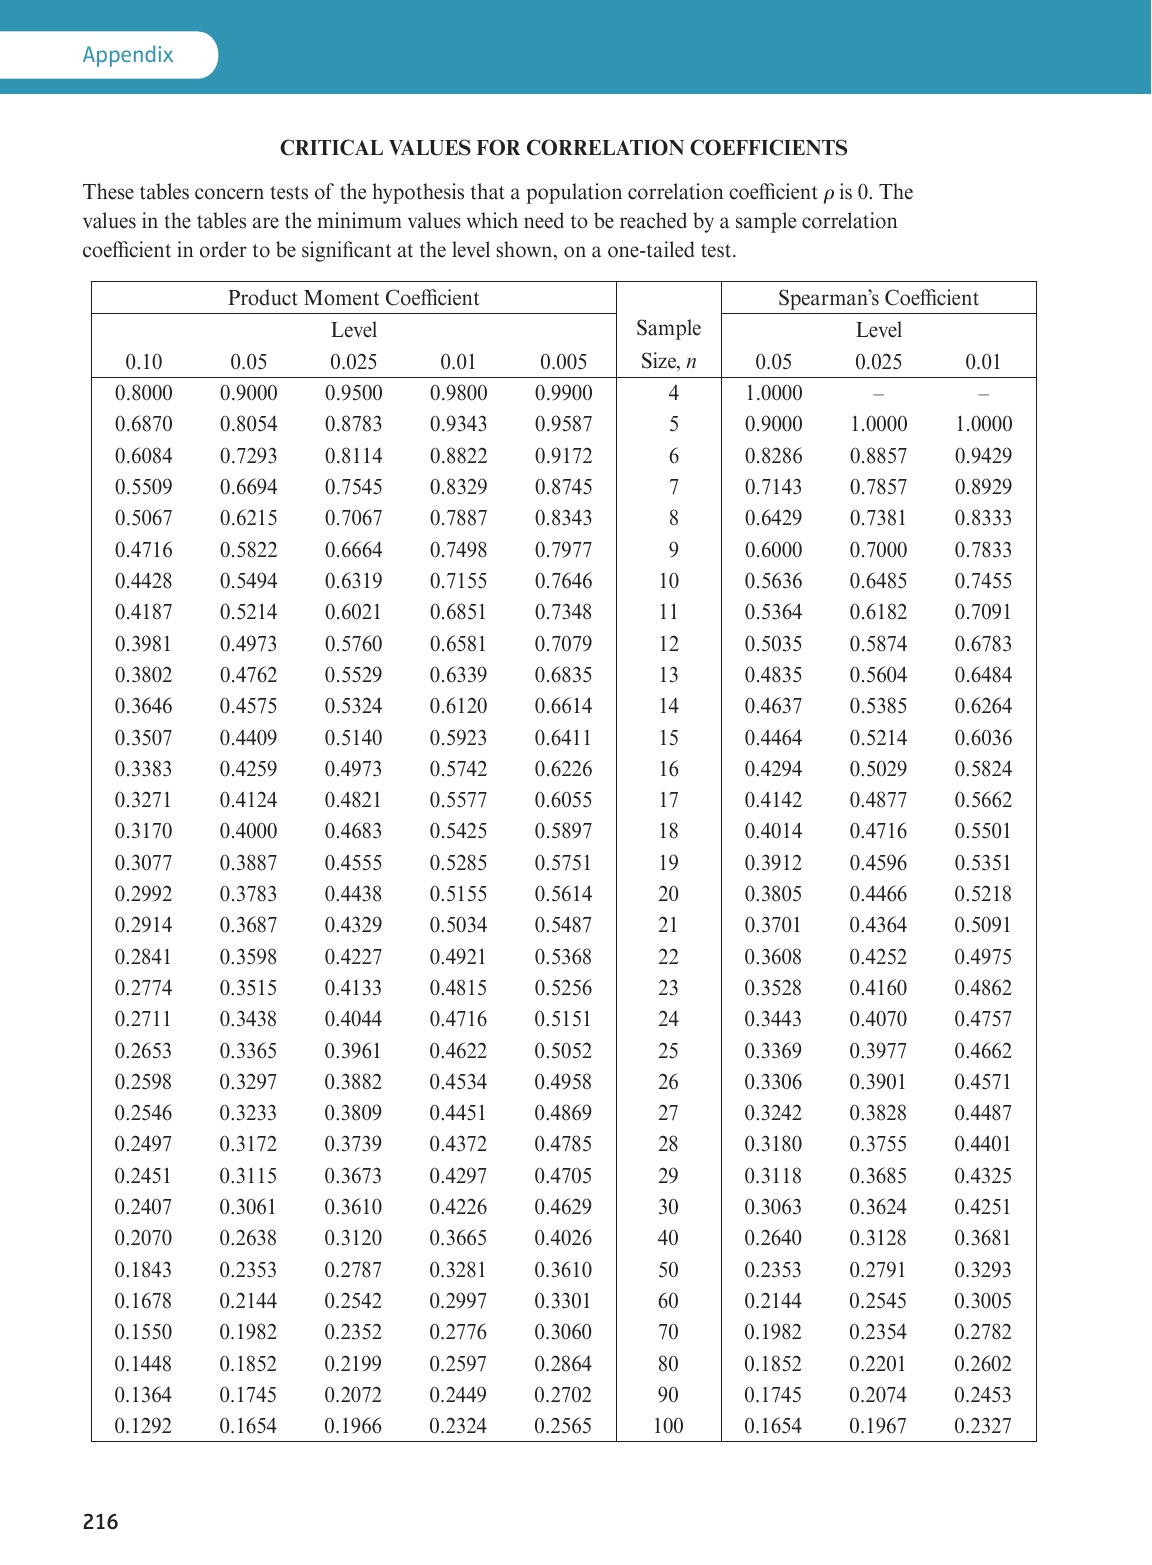 Appendix
CRITICAL VALUES FOR CORRELATION COEFFICIENTS
These tables concern tests of the hypothesis that a population correlation coefficient ρ is 0. The
values in the tables are the minimum values which need to be reached by a sample correlation
coefficient in order to be significant at the level shown, on a one-tailed test.
Product Moment Coefficient Spearman's Coefficient
Level Sample Level
0.10 0.05 0.025 0.01 0.005 Size, n 0.05 0.025 0.01
0.8000 0.9000 0.9500 0.9800 0.9900 4 1.0000 – –
0.6870 0.8054 0.8783 0.9343 0.9587 5 0.9000 1.0000 1.0000
0.6084 0.7293 0.8114 0.8822 0.9172 6 0.8286 0.8857 0.9429
0.5509 0.6694 0.7545 0.8329 0.8745 7 0.7143 0.7857 0.8929
0.5067 0.6215 0.7067 0.7887 0.8343 8 0.6429 0.7381 0.8333
0.4716 0.5822 0.6664 0.7498 0.7977 9 0.6000 0.7000 0.7833
0.4428 0.5494 0.6319 0.7155 0.7646 10 0.5636 0.6485 0.7455
0.4187 0.5214 0.6021 0.6851 0.7348 11 0.5364 0.6182 0.7091
0.3981 0.4973 0.5760 0.6581 0.7079 12 0.5035 0.5874 0.6783
0.3802 0.4762 0.5529 0.6339 0.6835 13 0.4835 0.5604 0.6484
0.3646 0.4575 0.5324 0.6120 0.6614 14 0.4637 0.5385 0.6264
0.3507 0.4409 0.5140 0.5923 0.6411 15 0.4464 0.5214 0.6036
0.3383 0.4259 0.4973 0.5742 0.6226 16 0.4294 0.5029 0.5824
0.3271 0.4124 0.4821 0.5577 0.6055 17 0.4142 0.4877 0.5662
0.3170 0.4000 0.4683 0.5425 0.5897 18 0.4014 0.4716 0.5501
0.3077 0.3887 0.4555 0.5285 0.5751 19 0.3912 0.4596 0.5351
0.2992 0.3783 0.4438 0.5155 0.5614 20 0.3805 0.4466 0.5218
0.2914 0.3687 0.4329 0.5034 0.5487 21 0.3701 0.4364 0.5091
0.2841 0.3598 0.4227 0.4921 0.5368 22 0.3608 0.4252 0.4975
0.2774 0.3515 0.4133 0.4815 0.5256 23 0.3528 0.4160 0.4862
0.2711 0.3438 0.4044 0.4716 0.5151 24 0.3443 0.4070 0.4757
0.2653 0.3365 0.3961 0.4622 0.5052 25 0.3369 0.3977 0.4662
0.2598 0.3297 0.3882 0.4534 0.4958 26 0.3306 0.3901 0.4571
0.2546 0.3233 0.3809 0.4451 0.4869 27 0.3242 0.3828 0.4487
0.2497 0.3172 0.3739 0.4372 0.4785 28 0.3180 0.3755 0.4401
0.2451 0.3115 0.3673 0.4297 0.4705 29 0.3118 0.3685 0.4325
0.2407 0.3061 0.3610 0.4226 0.4629 30 0.3063 0.3624 0.4251
0.2070 0.2638 0.3120 0.3665 0.4026 40 0.2640 0.3128 0.3681
0.1843 0.2353 0.2787 0.3281 0.3610 50 0.2353 0.2791 0.3293
0.1678 0.2144 0.2542 0.2997 0.3301 60 0.2144 0.2545 0.3005
0.1550 0.1982 0.2352 0.2776 0.3060 70 0.1982 0.2354 0.2782
0.1448 0.1852 0.2199 0.2597 0.2864 80 0.1852 0.2201 0.2602
0.1364 0.1745 0.2072 0.2449 0.2702 90 0.1745 0.2074 0.2453
0.1292 0.1654 0.1966 0.2324 0.2565 100 0.1654 0.1967 0.2327
216